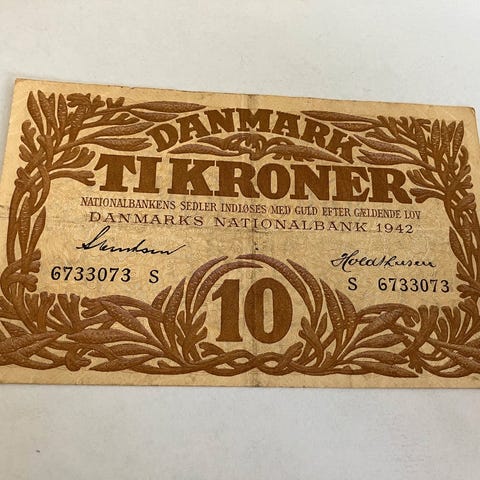 DANMARK
TI KRONER
NATIONALBANKENS SEDLER INDLØSES MED GULD EFTER GÆLDENDE LOV
DANMARKS NATIONALBANK 1942
6733073 S
S 6733073
10